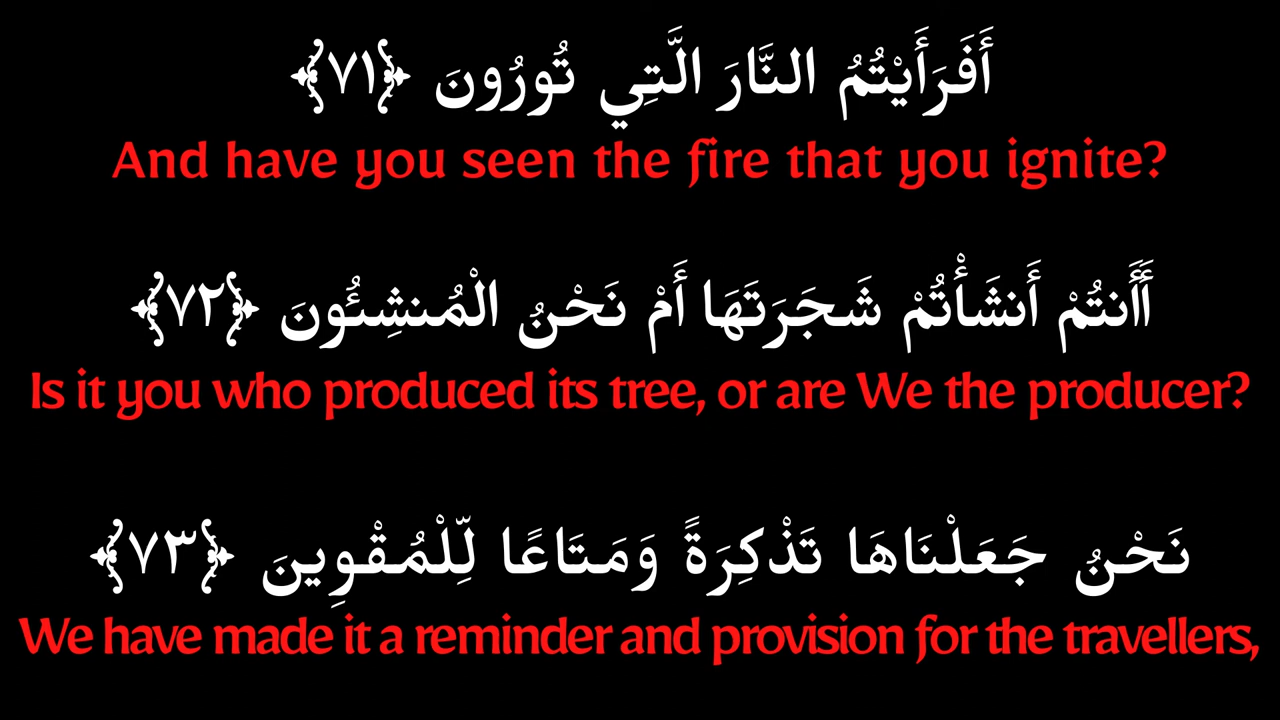 أَفَرَأَيْتُمُ النَّارَ الَّتِي تُورُونَ ﴿٧١﴾
And have you seen the fire that you ignite?
أَأَنتُمْ أَنشَأْتُمْ شَجَرَتَهَا أَمْ نَحْنُ الْمُنشِئُونَ ﴿٧٢﴾
Is it you who produced its tree, or are We the producer?
نَحْنُ جَعَلْنَاهَا تَذْكِرَةً وَمَتَاعًا لِّلْمُقْوِينَ ﴿٧٣﴾
We have made it a reminder and provision for the travellers,